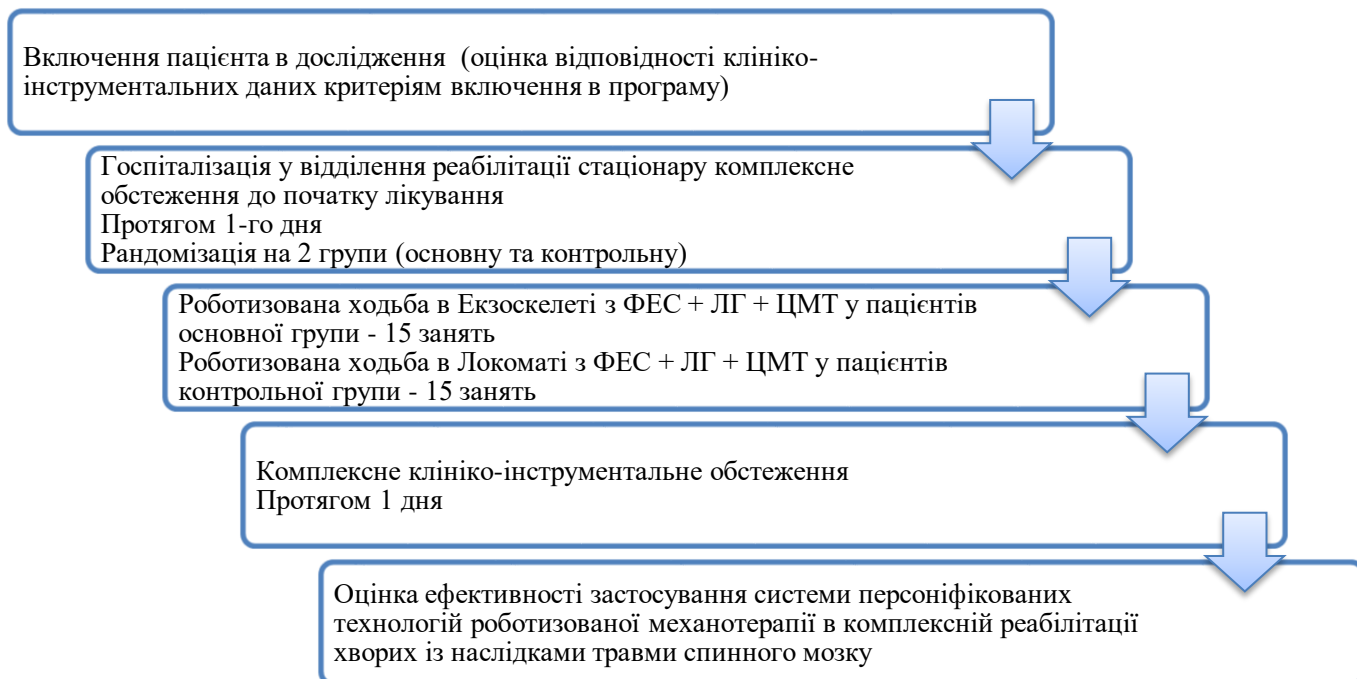 Включення пацієнта в дослідження (оцінка відповідності клініко-
інструментальних даних критеріям включення в програму)
Госпіталізація у відділення реабілітації стаціонару комплексне
обстеження до початку лікування
Протягом 1-го дня
Рандомізація на 2 групи (основну та контрольну)
Роботизована ходьба в Екзоскелеті з ФЕС + ЛГ + ЦМТ у пацієнтів
основної групи - 15 занять
Роботизована ходьба в Локоматі з ФЕС + ЛГ + ЦМТ у пацієнтів
контрольної групи - 15 занять
Комплексне клініко-інструментальне обстеження
Протягом 1 дня
Оцінка ефективності застосування системи персоніфікованих
технологій роботизованої механотерапії в комплексній реабілітації
хворих із наслідками травми спинного мозку